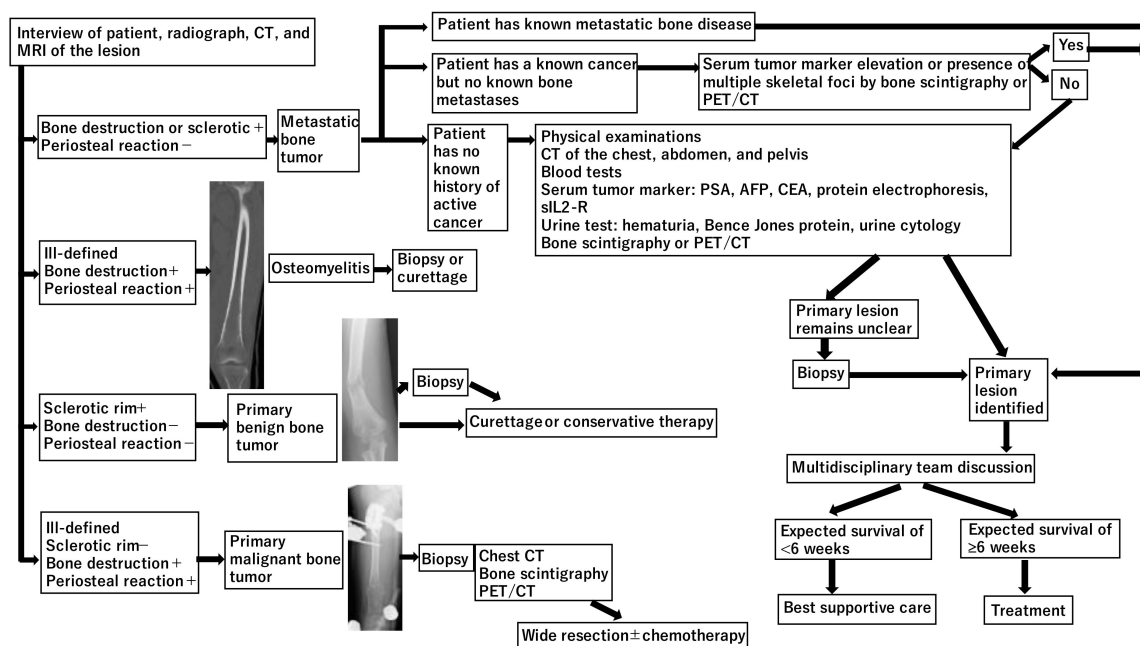 Interview of patient, radiograph, CT, and
MRI of the lesion
Patient has known metastatic bone disease
Patient has a known cancer
but no known bone
metastases
Serum tumor marker elevation or presence of
multiple skeletal foci by bone scintigraphy or
PET/CT
Yes
No
Bone destruction or sclerotic+
Periosteal reaction−
Metastatic
bone
tumor
Patient
has no
known
history of
active
cancer
Physical examinations
CT of the chest, abdomen, and pelvis
Blood tests
Serum tumor marker: PSA, AFP, CEA, protein electrophoresis,
sIL2-R
Urine test: hematuria, Bence Jones protein, urine cytology
Bone scintigraphy or PET/CT
Ill-defined
Bone destruction+
Periosteal reaction+
Osteomyelitis
Biopsy or
curettage
Primary lesion
remains unclear
Biopsy
Primary
lesion
identified
Sclerotic rim+
Bone destruction−
Periosteal reaction−
Primary
benign bone
tumor
Biopsy
Curettage or conservative therapy
Multidisciplinary team discussion
Ill-defined
Sclerotic rim−
Bone destruction+
Periosteal reaction+
Primary
malignant bone
tumor
Biopsy
Chest CT
Bone scintigraphy
PET/CT
Wide resection±chemotherapy
Expected survival of
<6 weeks
Expected survival of
≥6 weeks
Best supportive care
Treatment